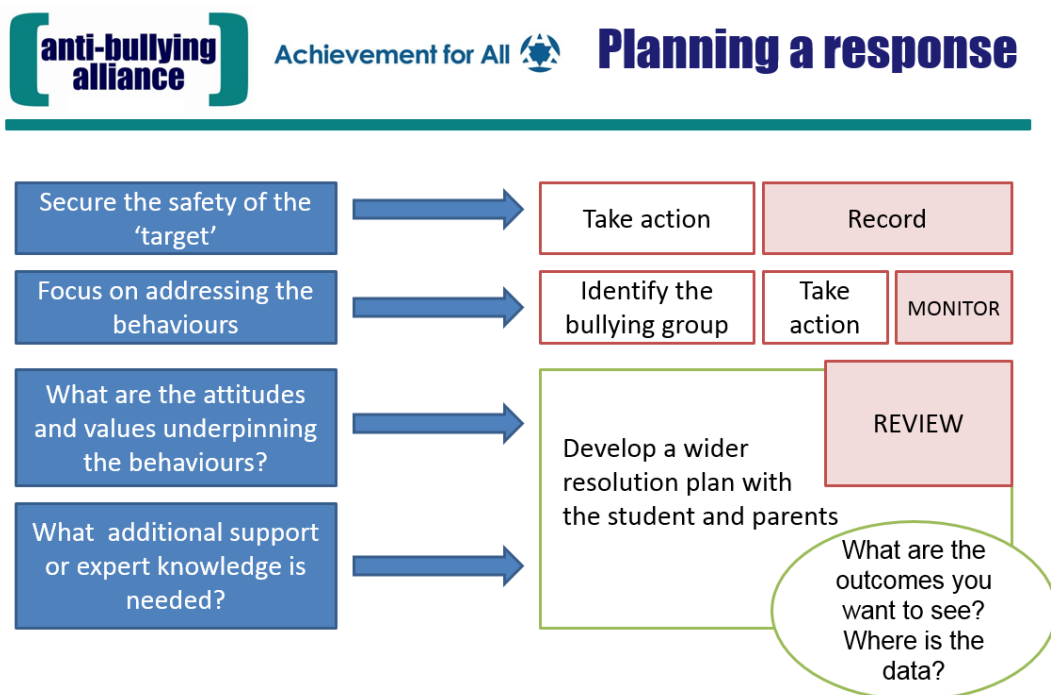 anti-bullying
alliance
Achievement for All
Planning a response
Secure the safety of the
‘target’
Take action
Record
Focus on addressing the
behaviours
Identify the
bullying group
Take
action
MONITOR
What are the attitudes
and values underpinning
the behaviours?
REVIEW
Develop a wider
resolution plan with
the student and parents
What  additional support
or expert knowledge is
needed?
What are the
outcomes you
want to see?
Where is the
data?